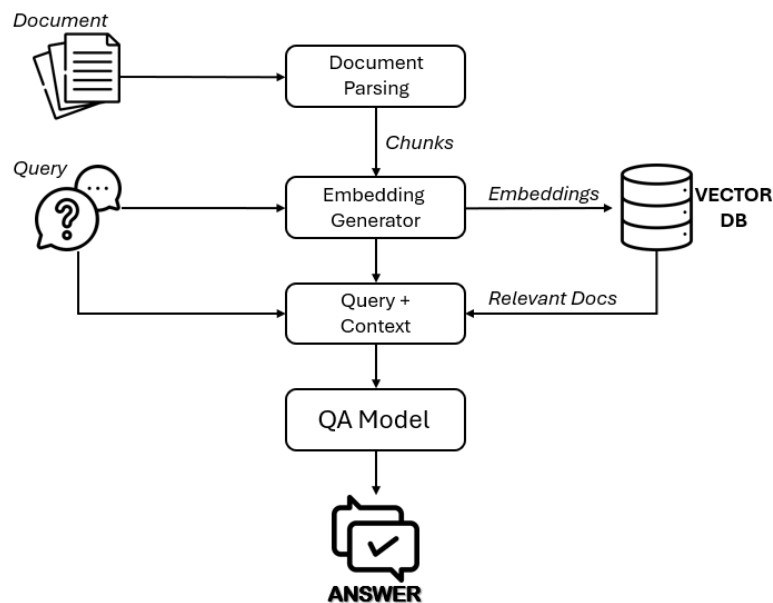 Document
Document
Parsing
Chunks
Query
Embedding
Generator
Embeddings
VECTOR
DB
Query +
Context
Relevant Docs
QA Model
ANSWER